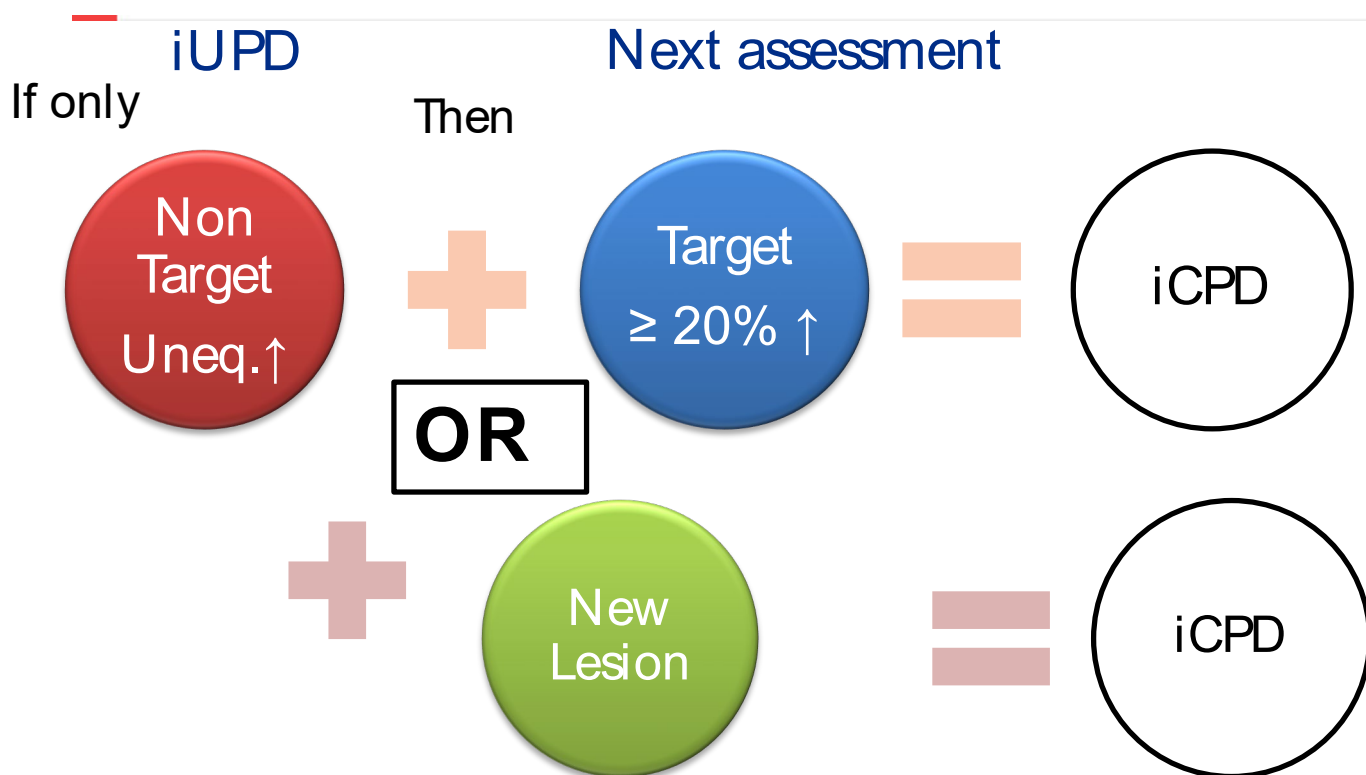 iUPD
Next assessment
If only
Then
Non
Target
Uneq.↑
Target
≥ 20% ↑
iCPD
OR
New
Lesion
iCPD